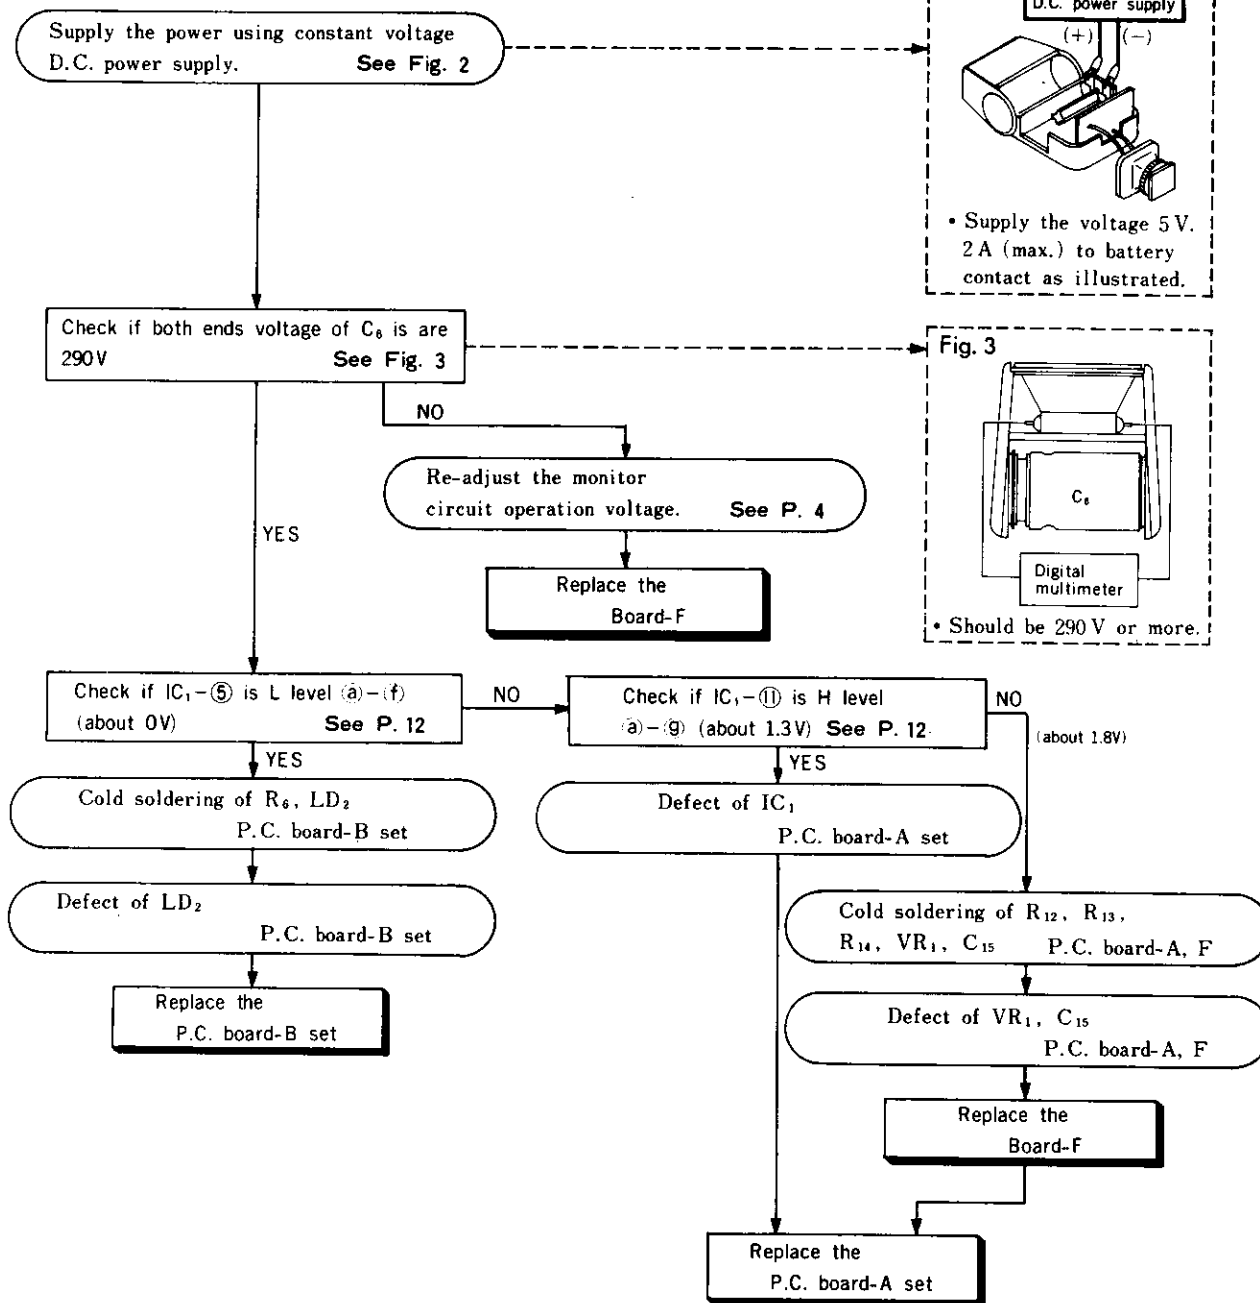 D.C. power supply
(+) (−)
Supply the power using constant voltage
D.C. power supply. See Fig. 2
• Supply the voltage 5 V.
2 A (max.) to battery
contact as illustrated.
Check if both ends voltage of C₆ is are
290 V See Fig. 3
NO
Re-adjust the monitor
circuit operation voltage. See P. 4
YES
Replace the
Board-F
Fig. 3
C₆
Digital
multimeter
• Should be 290 V or more.
Check if IC₁-⑤ is L level ⓐ-ⓕ
(about 0V) See P. 12
NO
Check if IC₁-⑪ is H level
ⓐ-ⓖ (about 1.3V) See P. 12
NO
(about 1.8V)
YES
Cold soldering of R₆, LD₂
P.C. board-B set
Defect of LD₂
P.C. board-B set
Replace the
P.C. board-B set
YES
Defect of IC₁
P.C. board-A set
Cold soldering of R₁₂, R₁₃,
R₁₄, VR₁, C₁₅ P.C. board-A, F
Defect of VR₁, C₁₅
P.C. board-A, F
Replace the
Board-F
Replace the
P.C. board-A set